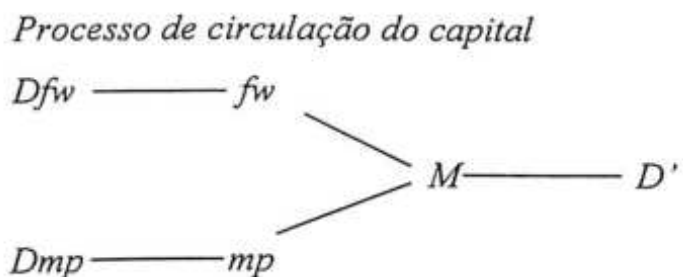 Processo de circulação do capital
Dfw fw
M D'
Dmp mp